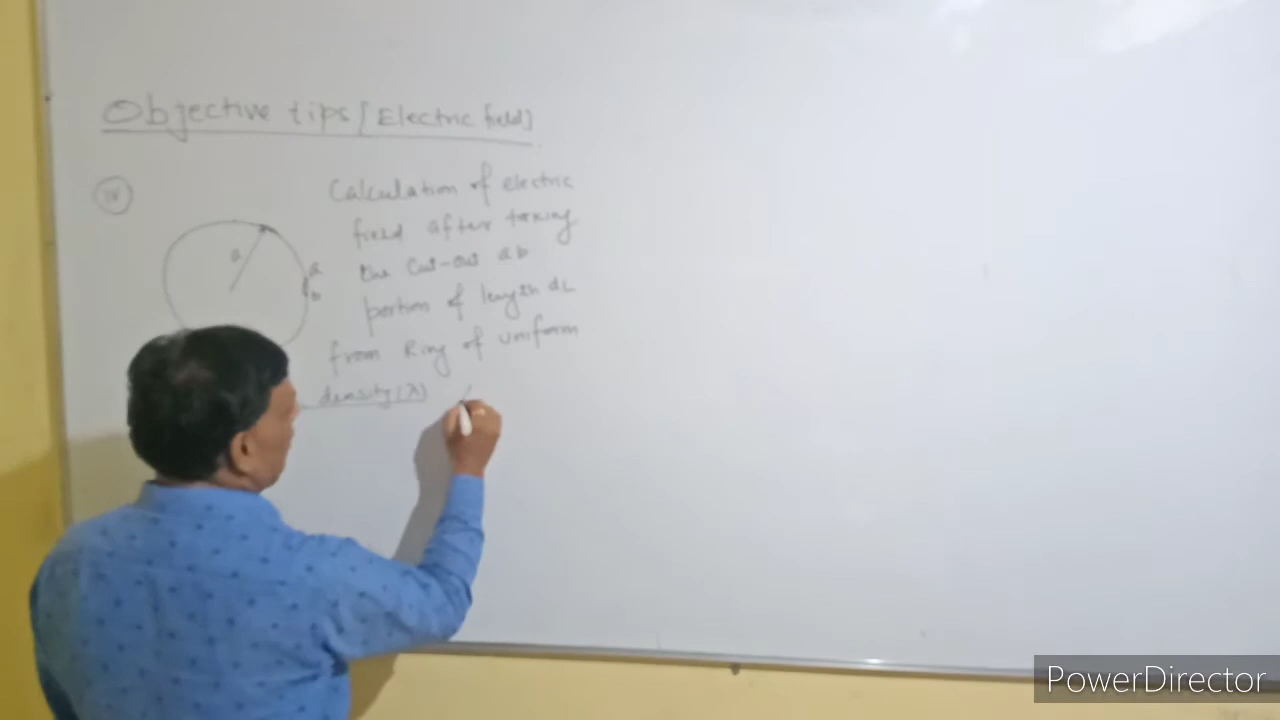 Objective tips [Electric field]
iv
Calculation of electric
field after taking
a
the cut-out ab
a
b
portion of length dL
from Ring of uniform
density (λ)
PowerDirector